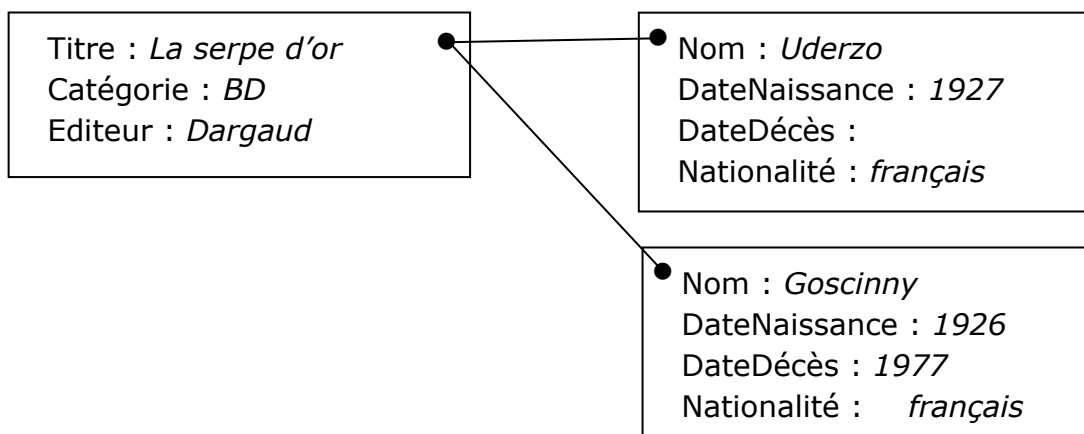 Titre : La serpe d’or
Catégorie : BD
Editeur : Dargaud
Nom : Uderzo
DateNaissance : 1927
DateDécès :
Nationalité : français
Nom : Goscinny
DateNaissance : 1926
DateDécès : 1977
Nationalité : français